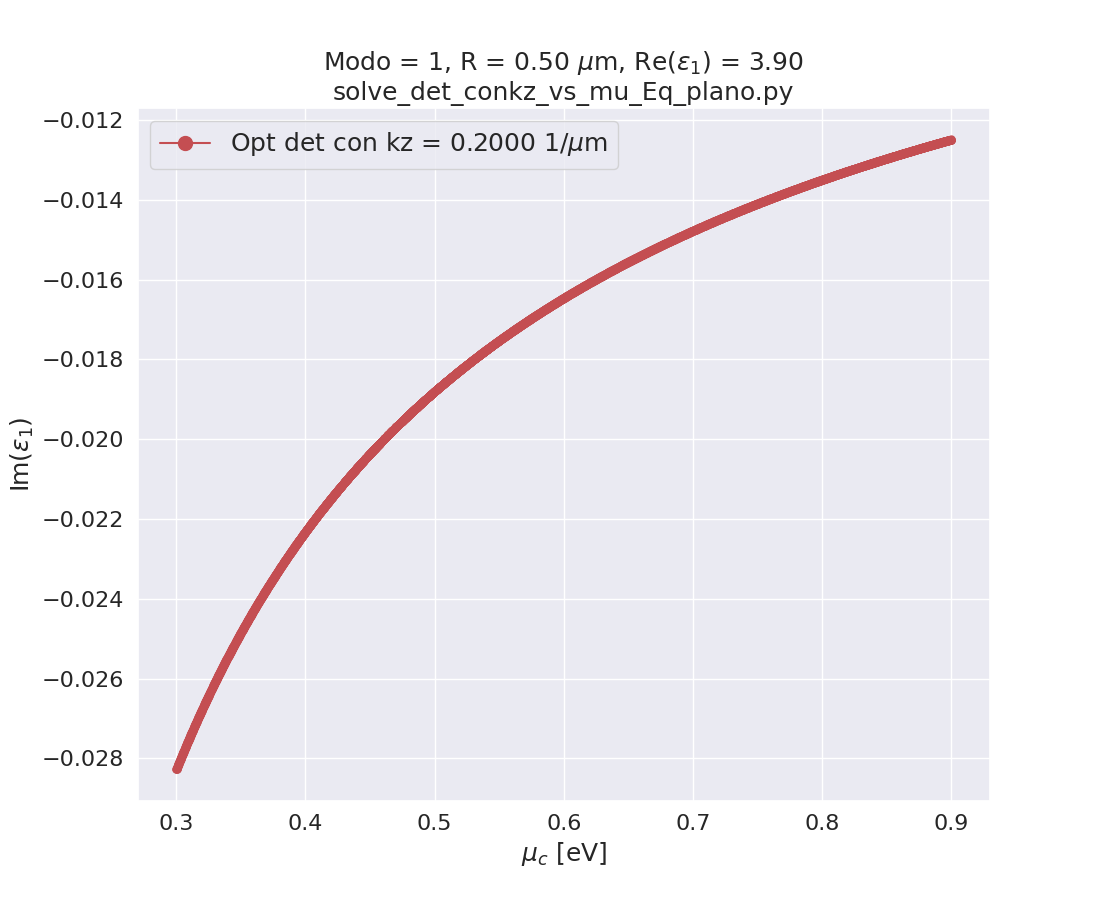 Modo = 1, R = 0.50 μm, Re(ε₁) = 3.90
solve_det_conkz_vs_mu_Eq_plano.py
Opt det con kz = 0.2000 1/μm
−0.012
−0.014
−0.016
−0.018
−0.020
−0.022
−0.024
−0.026
−0.028
Im(ε₁)
0.3 0.4 0.5 0.6 0.7 0.8 0.9
μ_c [eV]